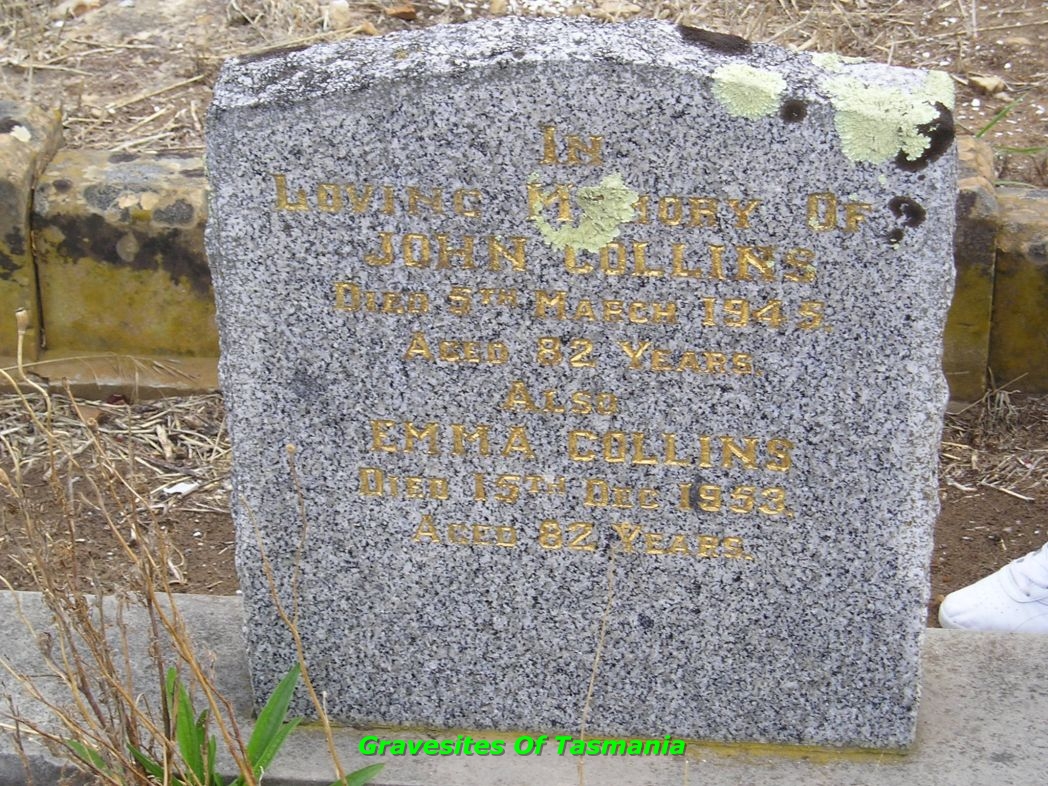 In
Loving Memory Of
JOHN COLLINS
Died 5th March 1945.
Aged 82 Years.
Also
EMMA COLLINS
Died 15th Dec 1953.
Aged 82 Years.
Gravesites Of Tasmania